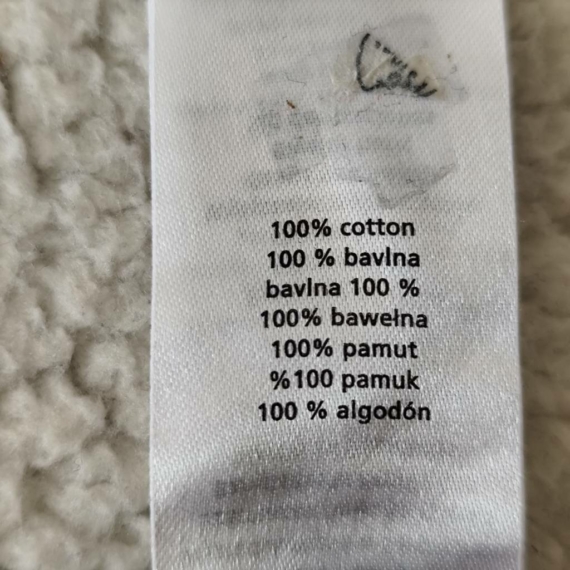 100% cotton
100 % bavlna
bavlna 100 %
100% bawełna
100% pamut
%100 pamuk
100 % algodón